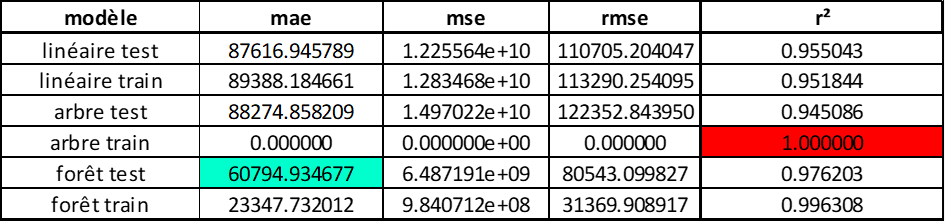 modèle mae mse rmse r²
linéaire test 87616.945789 1.225564e+10 110705.204047 0.955043
linéaire train 89388.184661 1.283468e+10 113290.254095 0.951844
arbre test 88274.858209 1.497022e+10 122352.843950 0.945086
arbre train 0.000000 0.000000e+00 0.000000 1.000000
forêt test 60794.934677 6.487191e+09 80543.099827 0.976203
forêt train 23347.732012 9.840712e+08 31369.908917 0.996308